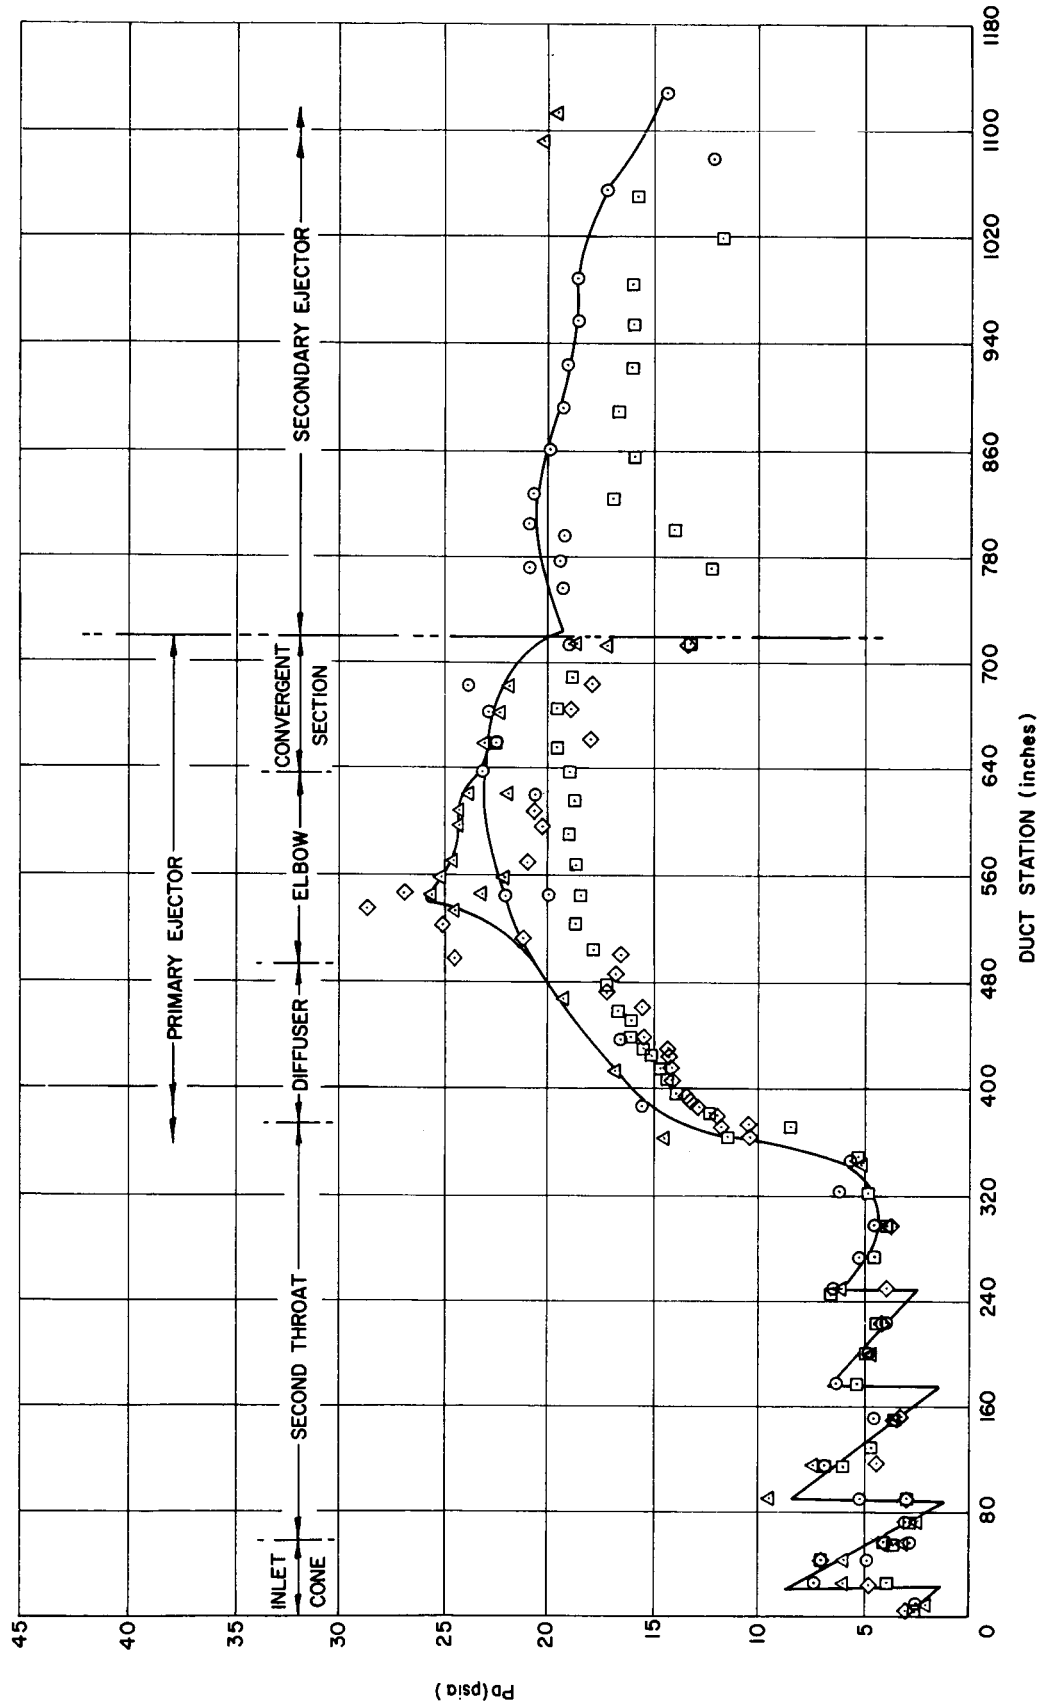 45
40
35
30
25
20
15
10
5
0
PD (psia)
PRIMARY EJECTOR
INLET
CONE
SECOND THROAT
DIFFUSER
ELBOW
CONVERGENT
SECTION
SECONDARY EJECTOR
80
160
240
320
400
480
560
640
700
780
860
940
1020
1100
1180
DUCT STATION (inches)